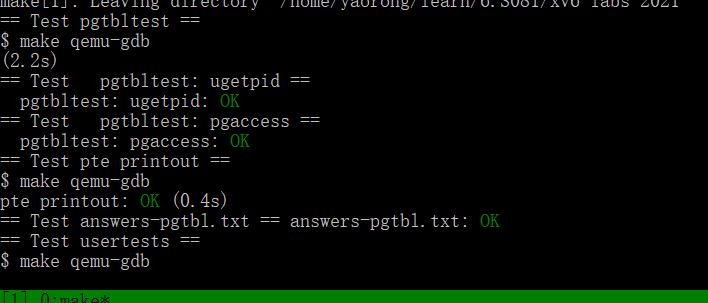 make[1]: Leaving directory '/home/yaorong/learn/6.S081/xv6-labs-2021'
== Test pgtbltest ==
$ make qemu-gdb
(2.2s)
== Test   pgtbltest: ugetpid ==
  pgtbltest: ugetpid: OK
== Test   pgtbltest: pgaccess ==
  pgtbltest: pgaccess: OK
== Test pte printout ==
$ make qemu-gdb
pte printout: OK (0.4s)
== Test answers-pgtbl.txt == answers-pgtbl.txt: OK
== Test usertests ==
$ make qemu-gdb
[1] 0:make*